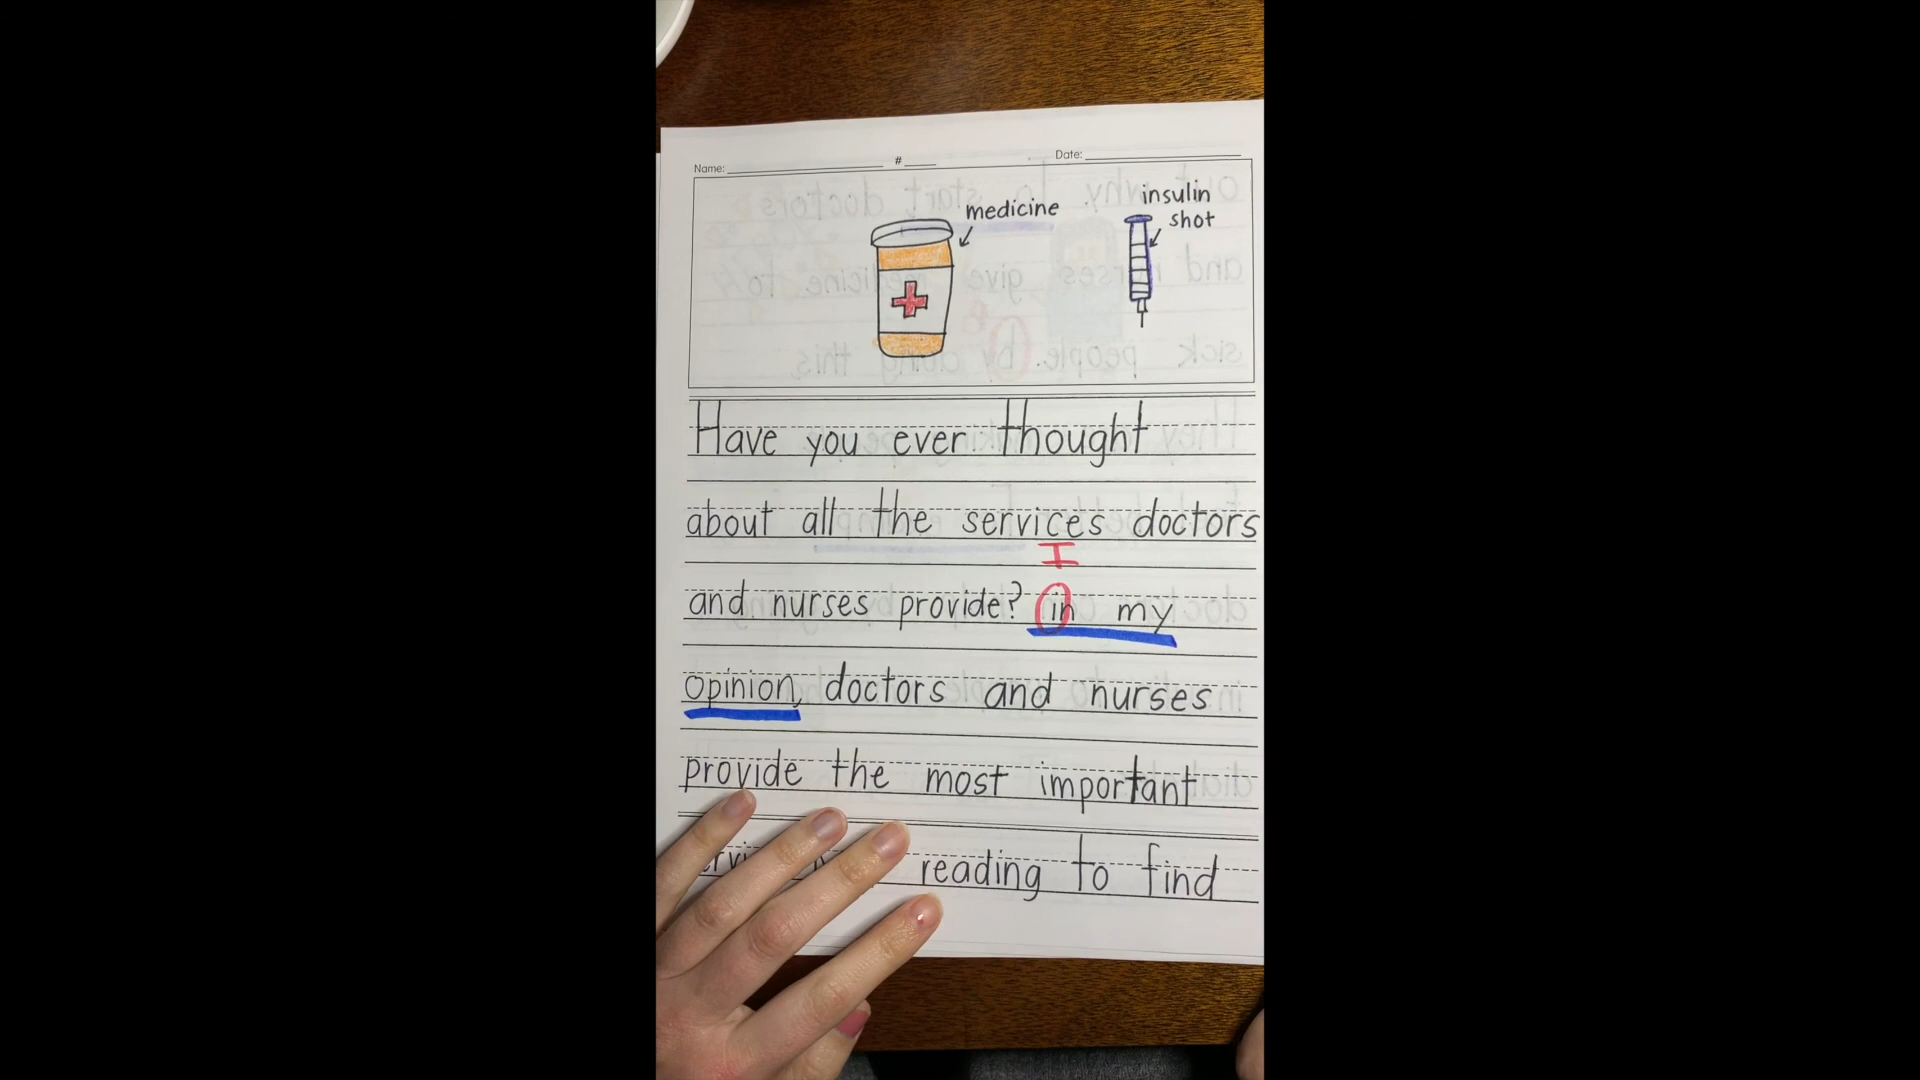 Name: # Date:
medicine
insulin
shot
Have you ever thought
about all the services doctors
I
and nurses provide? in my
opinion, doctors and nurses
provide the most important
reading to find